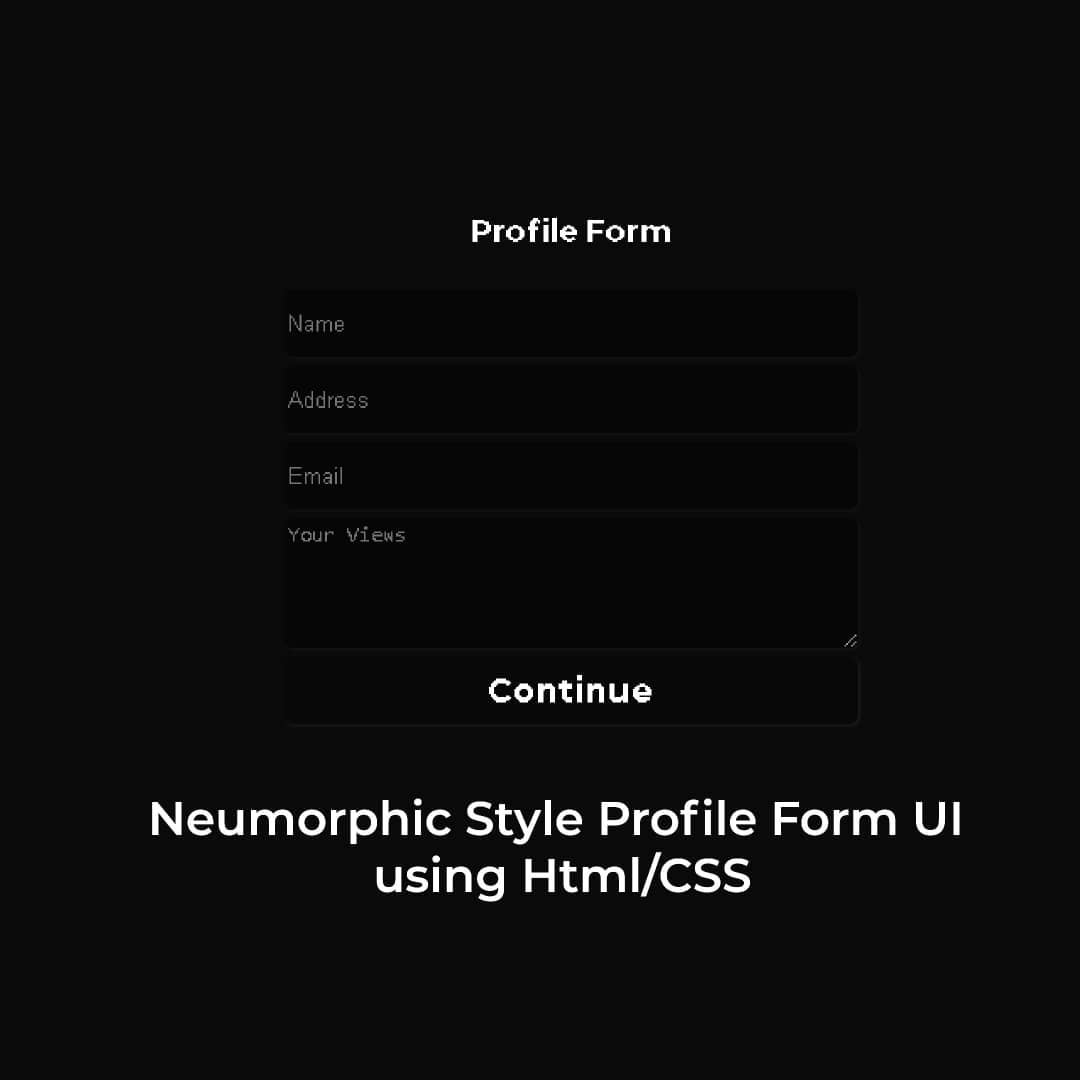 Profile Form
Name
Address
Email
Your Views
Continue
Neumorphic Style Profile Form UI
using Html/CSS